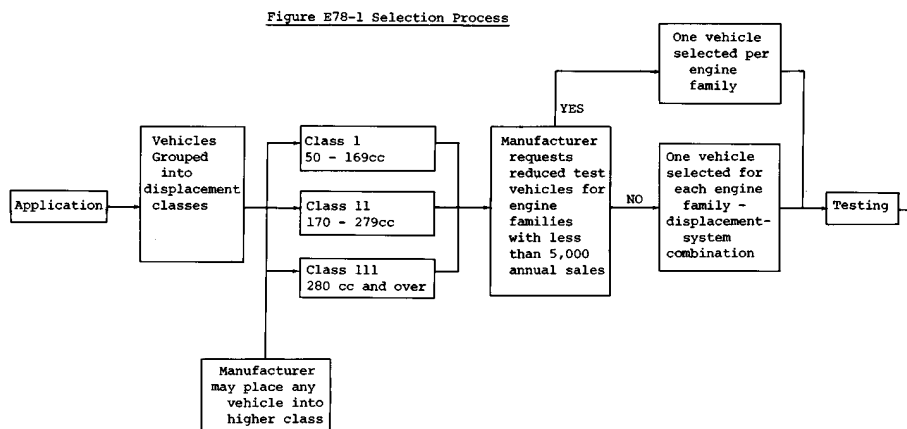 Figure E78-1 Selection Process
Application
Vehicles
Grouped
into
displacement
classes
Class l
50 - 169cc
Class ll
170 - 279cc
Class lll
280 cc and over
Manufacturer
may place any
vehicle into
higher class
Manufacturer
requests
reduced test
vehicles for
engine
families
with less
than 5,000
annual sales
YES
NO
One vehicle
selected per
engine
family
One vehicle
selected for
each engine
family -
displacement-
system
combination
Testing